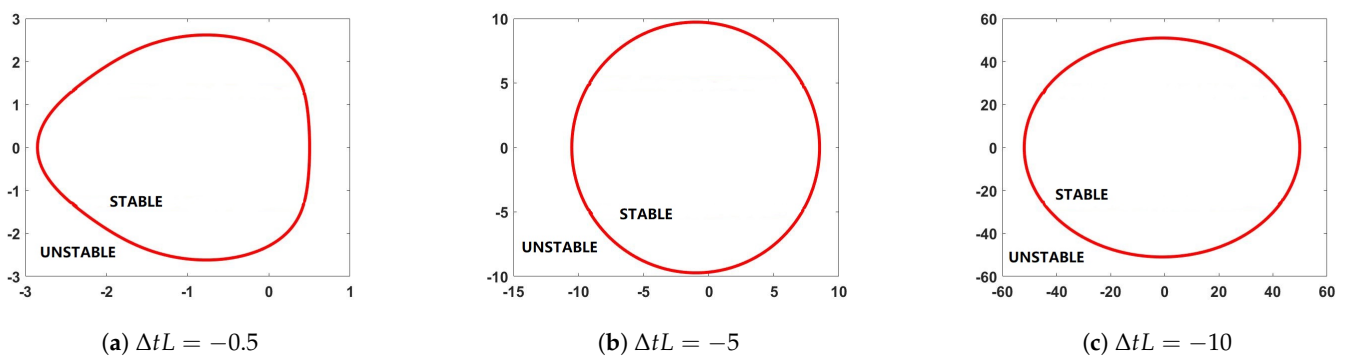 3
2
1
0
-1
-2
-3
-3 -2 -1 0 1
STABLE
UNSTABLE
(a) ΔtL = −0.5
10
5
0
-5
-10
-15 -10 -5 0 5 10
STABLE
UNSTABLE
(b) ΔtL = −5
60
40
20
0
-20
-40
-60
-60 -40 -20 0 20 40 60
STABLE
UNSTABLE
(c) ΔtL = −10